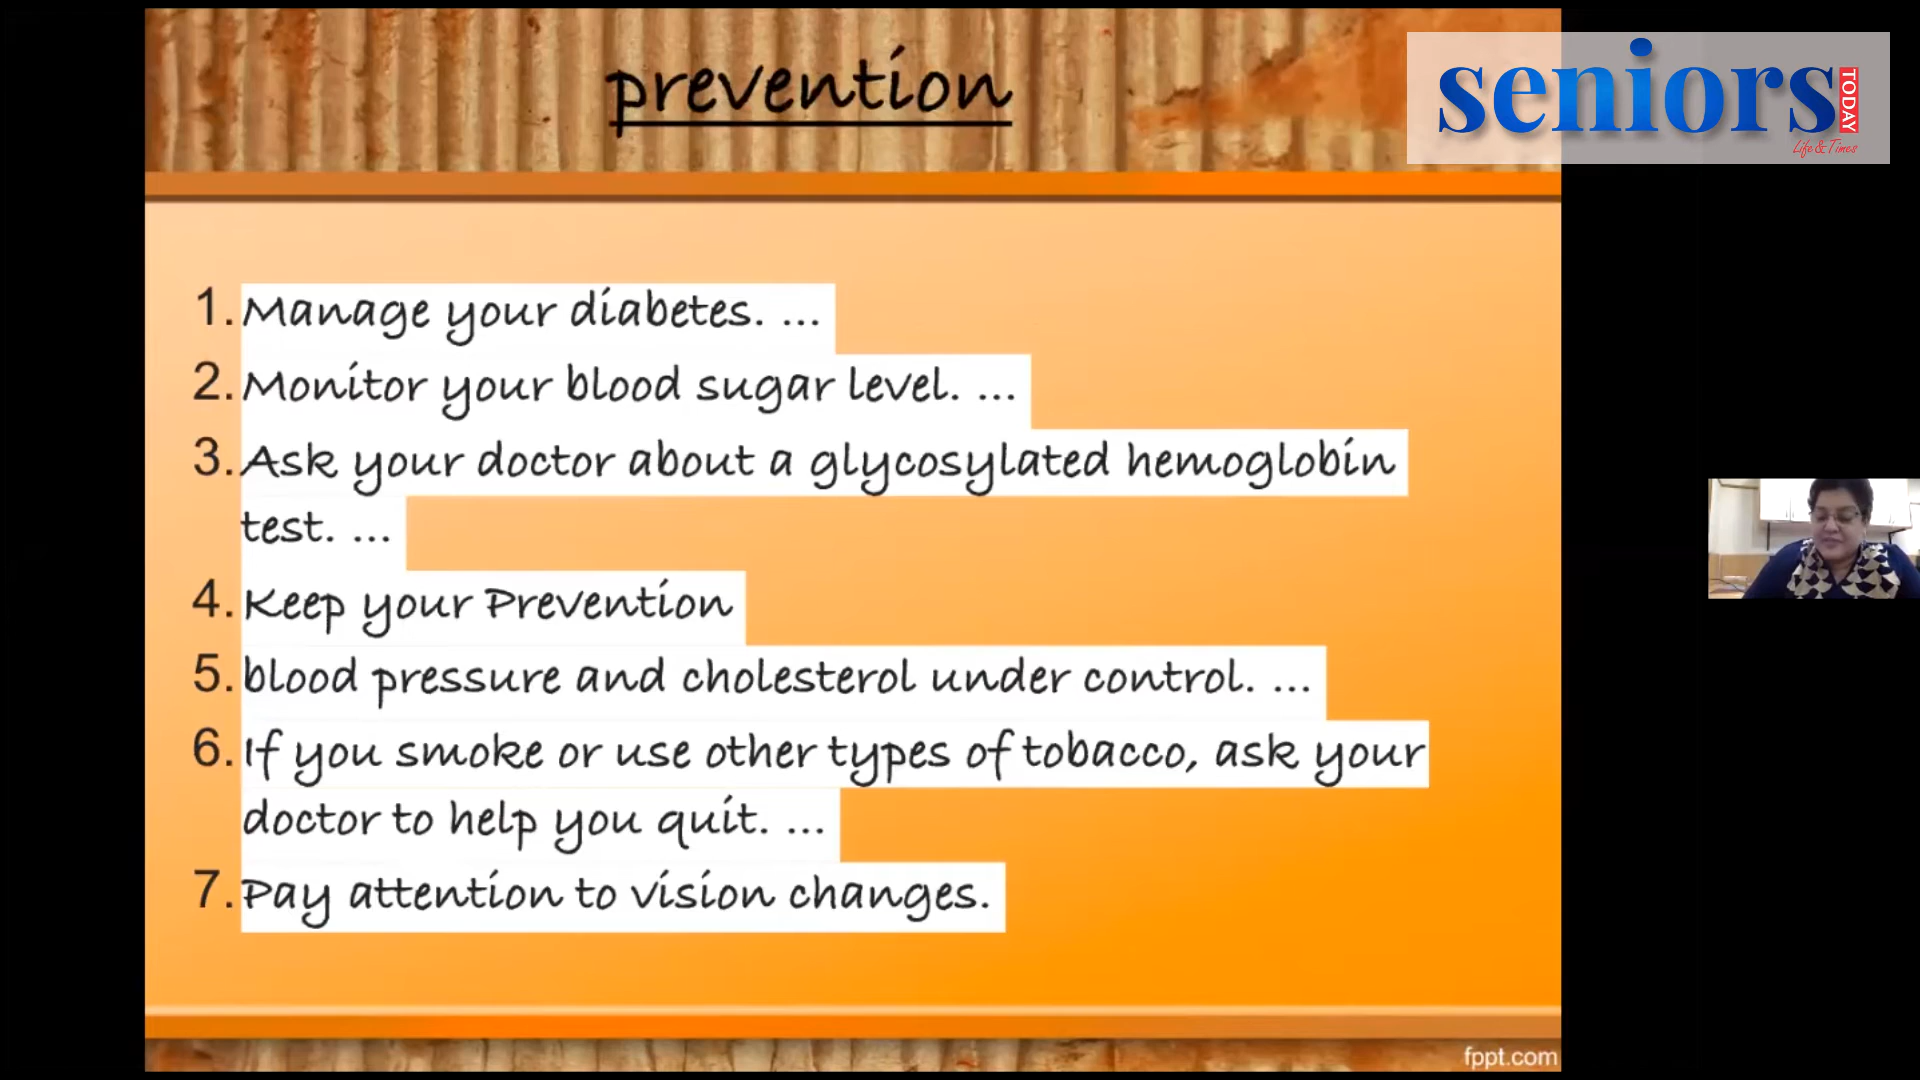 prevention
seniors
TODAY
Life & Times
1. Manage your diabetes. ...
2. Monitor your blood sugar level. ...
3. Ask your doctor about a glycosylated hemoglobin
test. ...
4. Keep your Prevention
5. blood pressure and cholesterol under control. ...
6. If you smoke or use other types of tobacco, ask your
doctor to help you quit. ...
7. Pay attention to vision changes.
fppt.com